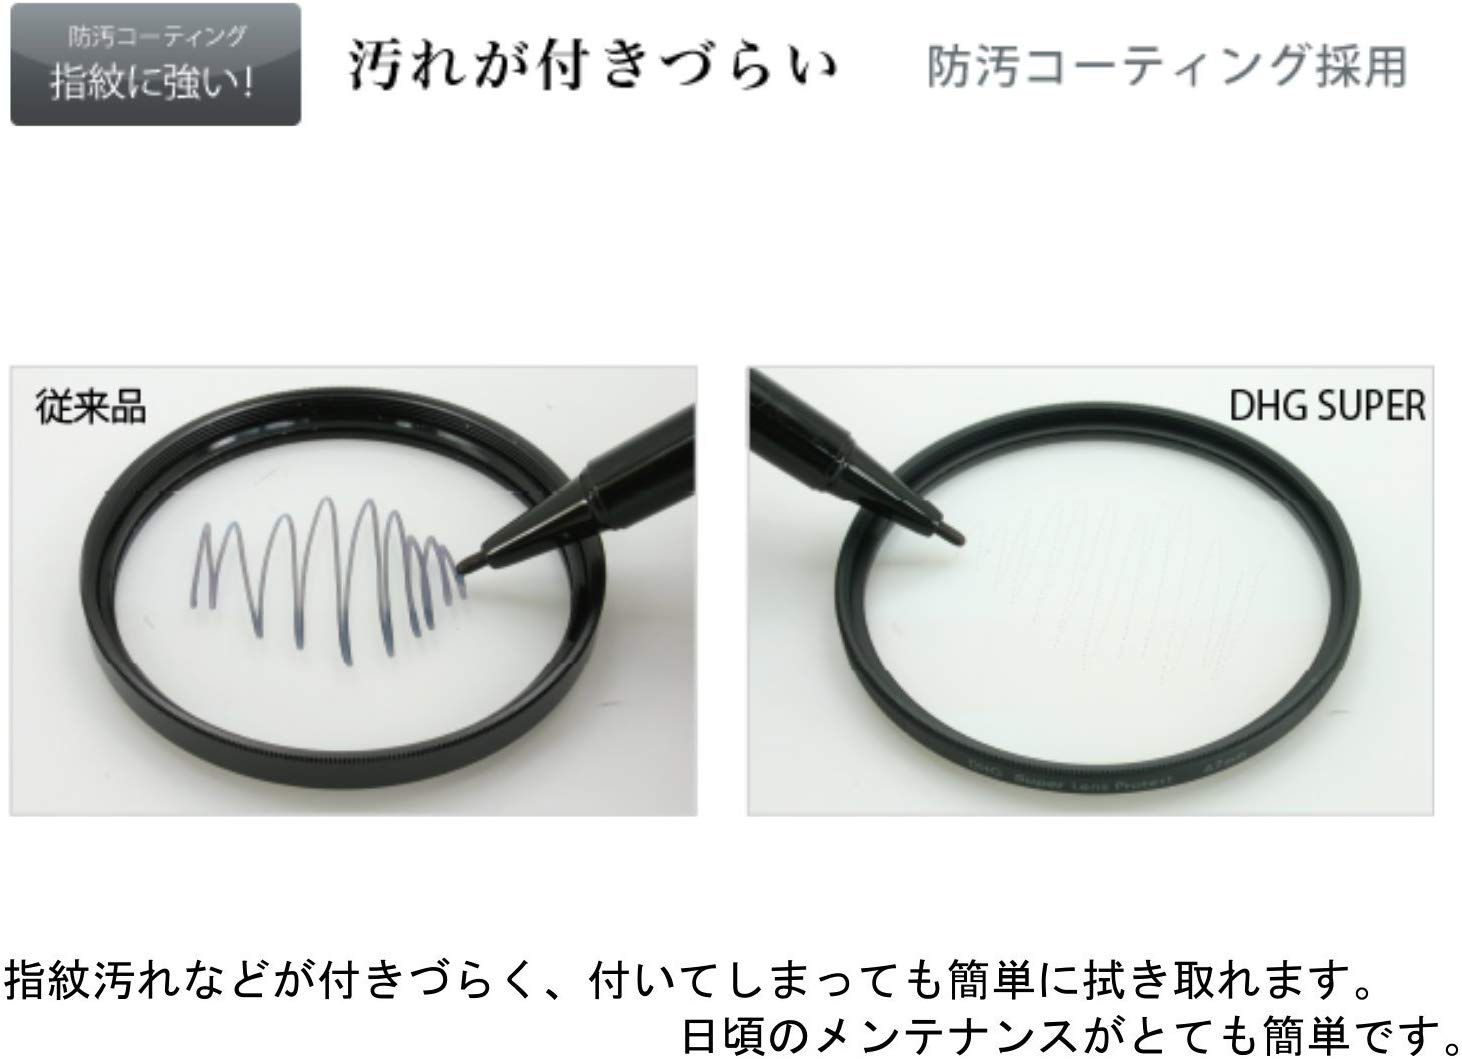 防汚コーティング
指紋に強い!
汚れが付きづらい 防汚コーティング採用
従来品
DHG SUPER
DHG Super Lens Protect
指紋汚れなどが付きづらく、付いてしまっても簡単に拭き取れます。
日頃のメンテナンスがとても簡単です。